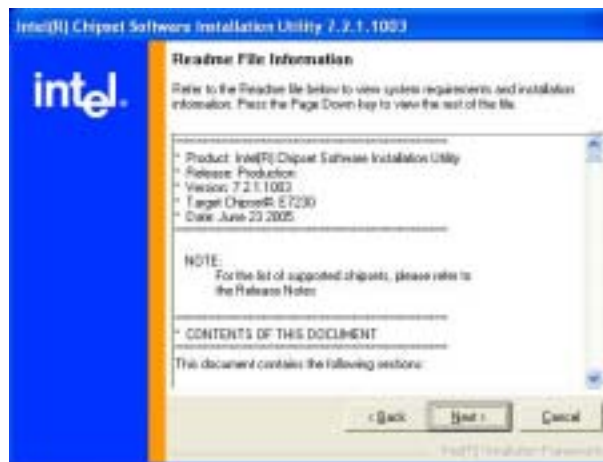 Intel(R) Chipset Software Installation Utility 7.2.1.1003
intel.
Readme File Information
Refer to the Readme file below to view system requirements and installation
information. Press the Page Down key to view the rest of the file.
************************************************************
* Product: Intel(R) Chipset Software Installation Utility
* Release: Production
* Version: 7.2.1.1003
* Target Chipset#: E7230
* Date: June 23 2005
************************************************************
NOTE:
For the list of supported chipsets, please refer to
the Release Notes
************************************************************
* CONTENTS OF THIS DOCUMENT
************************************************************
This document contains the following sections:
< Back
Next >
Cancel
Intel(R) Installation Framework